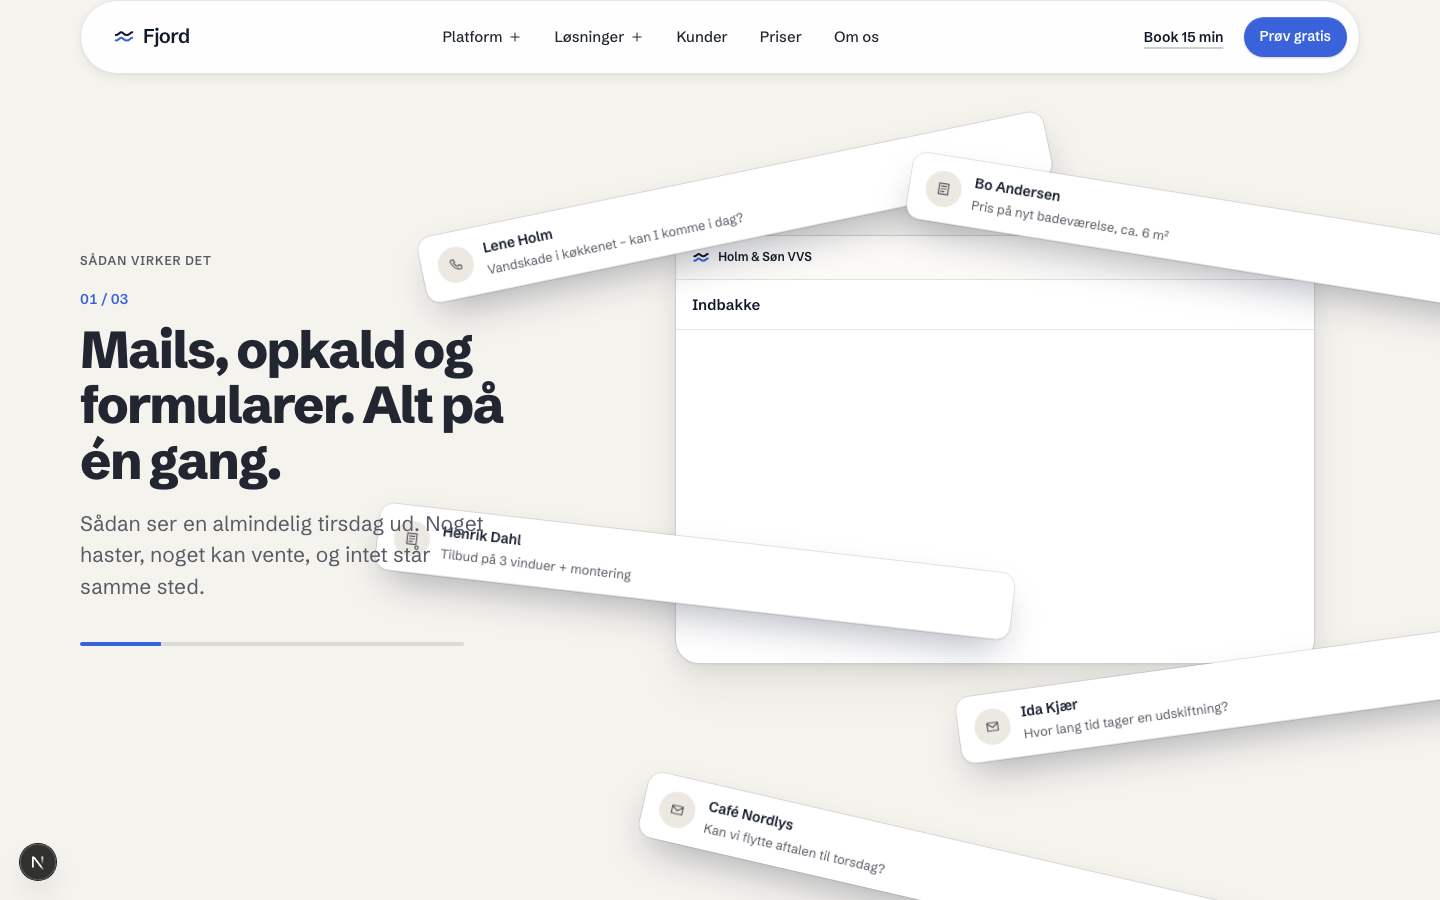 Fjord
Platform +
Løsninger +
Kunder
Priser
Om os
Book 15 min
Prøv gratis
SÅDAN VIRKER DET
01 / 03
Mails, opkald og
formularer. Alt på
én gang.
Sådan ser en almindelig tirsdag ud. Noget
haster, noget kan vente, og intet står
samme sted.
Lene Holm
Vandskade i køkkenet – kan I komme i dag?
Bo Andersen
Pris på nyt badeværelse, ca. 6 m²
Holm & Søn VVS
Indbakke
Henrik Dahl
Tilbud på 3 vinduer + montering
Ida Kjær
Hvor lang tid tager en udskiftning?
Café Nordlys
Kan vi flytte aftalen til torsdag?
N